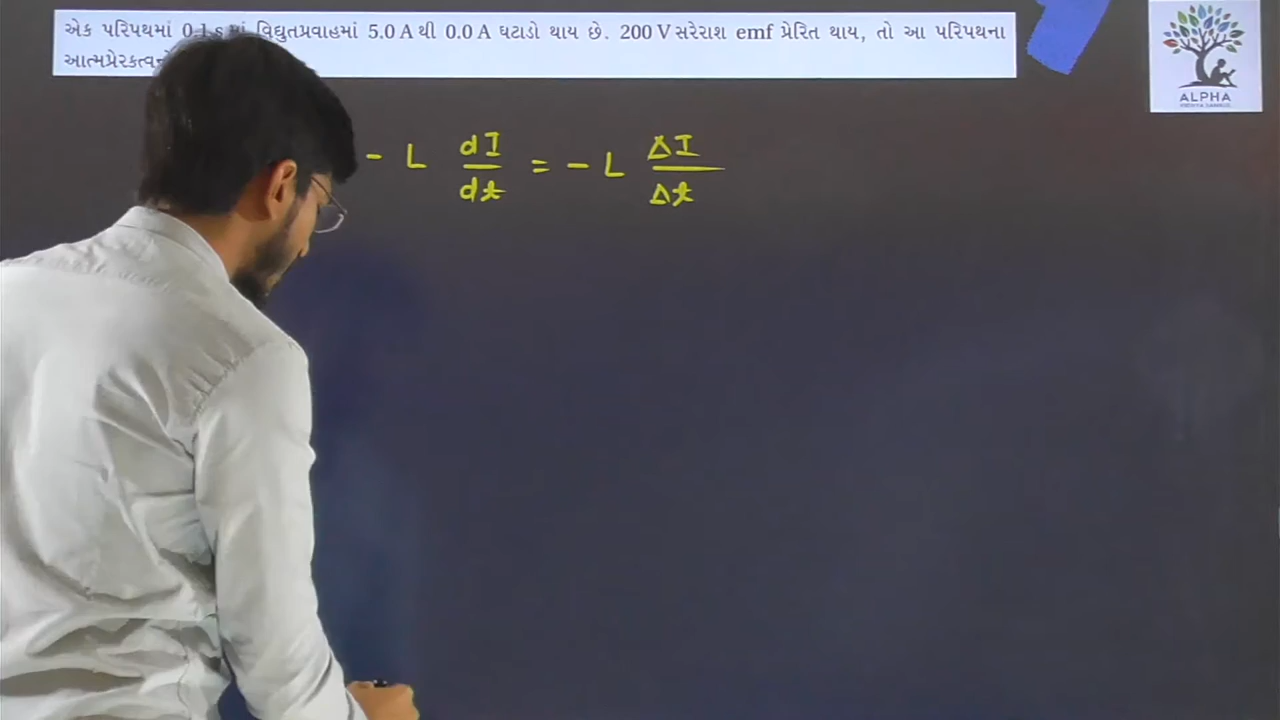 એક પરિપથમાં 0.1 s માં વિદ્યુતપ્રવાહમાં 5.0 A થી 0.0 A ઘટાડો થાય છે. 200 V સરેરાશ emf પ્રેરિત થાય, તો આ પરિપથના
આત્મપ્રેરકત્વનો
ALPHA
- L dI/dt = - L ΔI/Δt